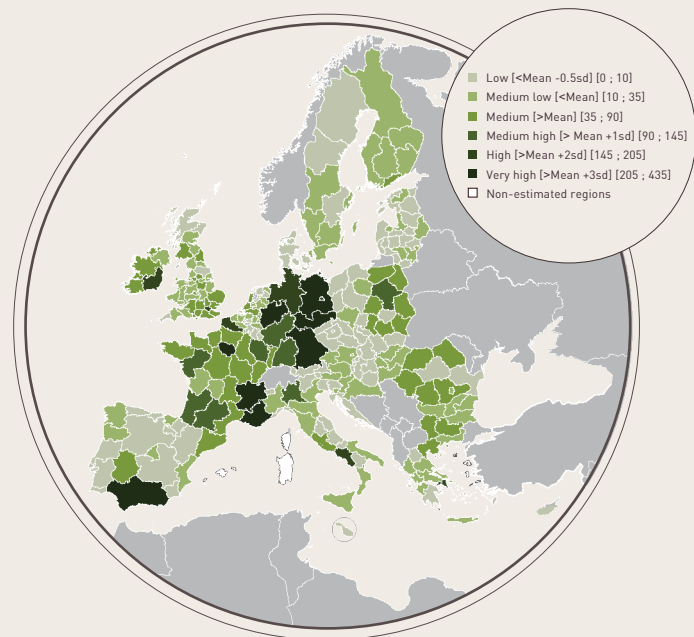 Low [<Mean -0.5sd] [0 ; 10]
Medium low [<Mean] [10 ; 35]
Medium [>Mean] [35 ; 90]
Medium high [> Mean +1sd] [90 ; 145]
High [>Mean +2sd] [145 ; 205]
Very high [>Mean +3sd] [205 ; 435]
Non-estimated regions